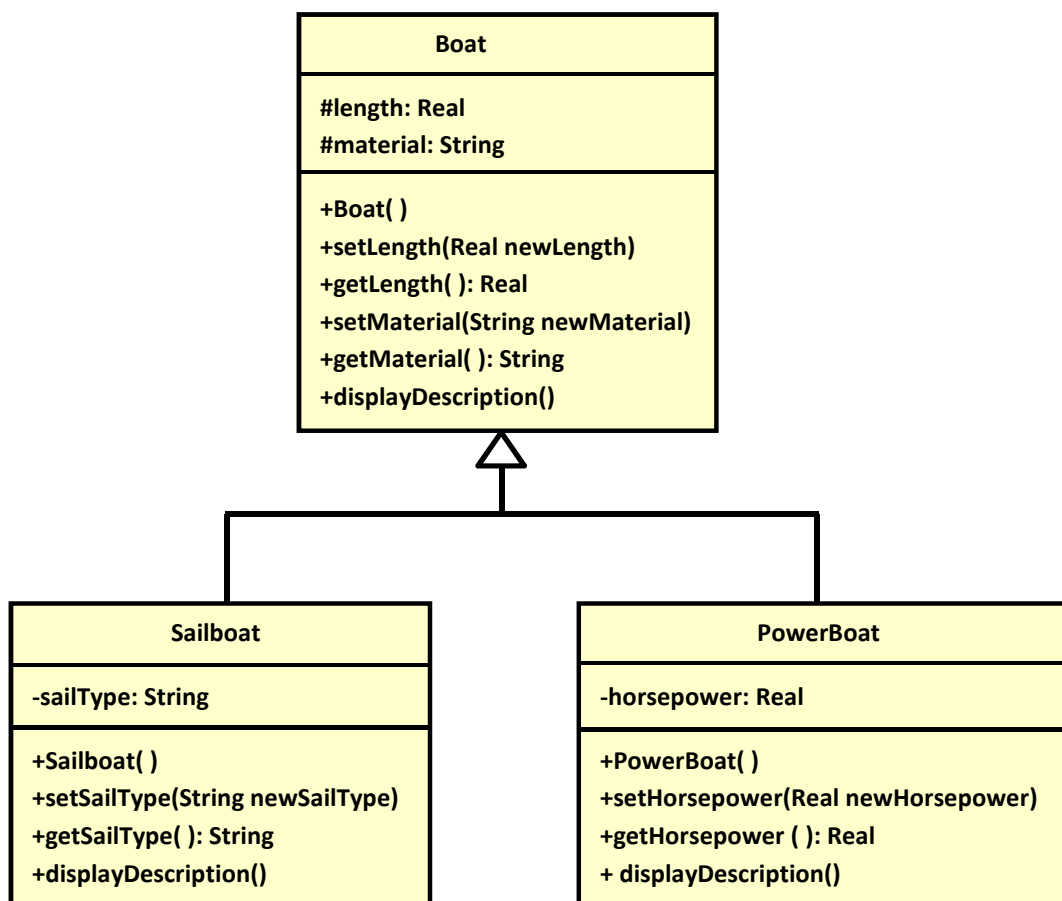 Boat
#length: Real
#material: String
+Boat( )
+setLength(Real newLength)
+getLength( ): Real
+setMaterial(String newMaterial)
+getMaterial( ): String
+displayDescription()
Sailboat
-sailType: String
+Sailboat( )
+setSailType(String newSailType)
+getSailType( ): String
+displayDescription()
PowerBoat
-horsepower: Real
+PowerBoat( )
+setHorsepower(Real newHorsepower)
+getHorsepower ( ): Real
+ displayDescription()